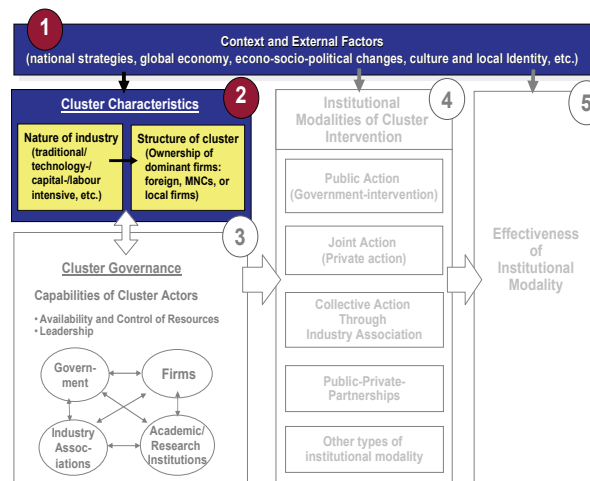 1
Context and External Factors
(national strategies, global economy, econo-socio-political changes, culture and local Identity, etc.)
2
Cluster Characteristics
Nature of industry
(traditional/
technology-/
capital-/labour
intensive, etc.)
Structure of cluster
(Ownership of
dominant firms:
foreign, MNCs, or
local firms)
3
Cluster Governance
Capabilities of Cluster Actors
• Availability and Control of Resources
• Leadership
Govern-
ment
Firms
Industry
Assoc-
iations
Academic/
Research
Institutions
4
Institutional
Modalities of Cluster
Intervention
Public Action
(Government-intervention)
Joint Action
(Private action)
Collective Action
Through
Industry Association
Public-Private-
Partnerships
Other types of
institutional modality
5
Effectiveness
of
Institutional
Modality